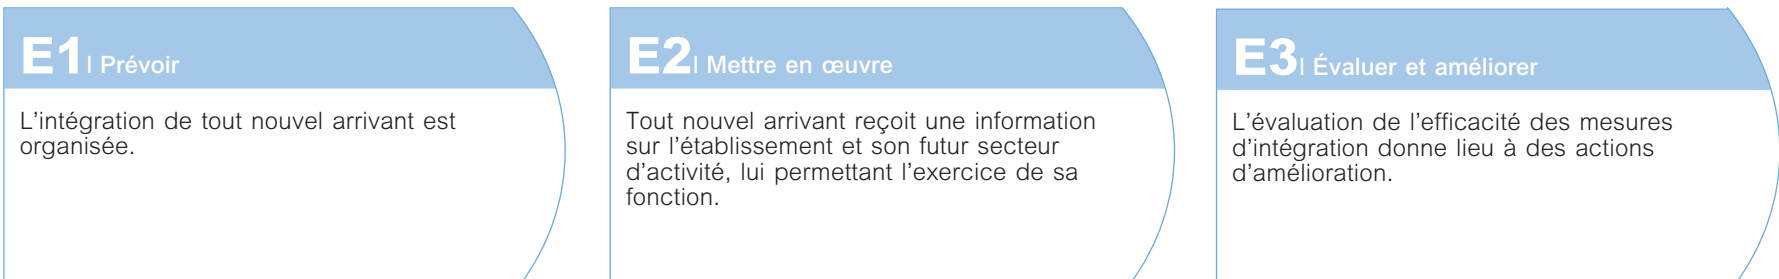 E1 | Prévoir
L’intégration de tout nouvel arrivant est
organisée.
E2 | Mettre en œuvre
Tout nouvel arrivant reçoit une information
sur l’établissement et son futur secteur
d’activité, lui permettant l’exercice de sa
fonction.
E3 | Évaluer et améliorer
L’évaluation de l’efficacité des mesures
d’intégration donne lieu à des actions
d’amélioration.